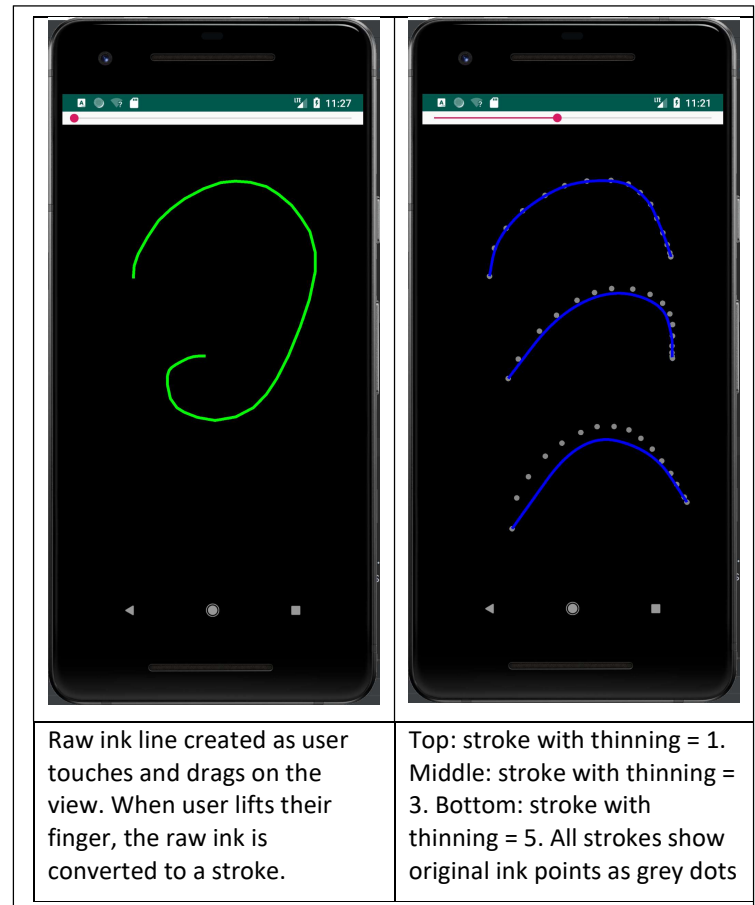 LTE 11:27
LTE 11:21
Raw ink line created as user
touches and drags on the
view. When user lifts their
finger, the raw ink is
converted to a stroke.
Top: stroke with thinning = 1.
Middle: stroke with thinning =
3. Bottom: stroke with
thinning = 5. All strokes show
original ink points as grey dots